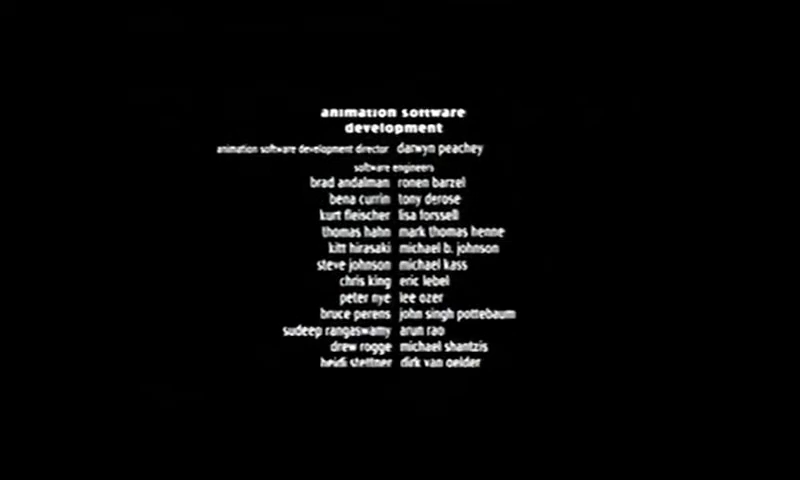 animation software
development
animation software development director darwyn peachey
software engineers
brad andalman ronen barzel
bena currin tony derose
kurt fleischer lisa forssell
thomas hahn mark thomas henne
kitt hirasaki michael b. johnson
steve johnson michael kass
chris king eric lebel
peter nye lee ozer
bruce perens john singh pottebaum
sudeep rangaswamy arun rao
drew rogge michael shantzis
heidi stettner dirk van gelder